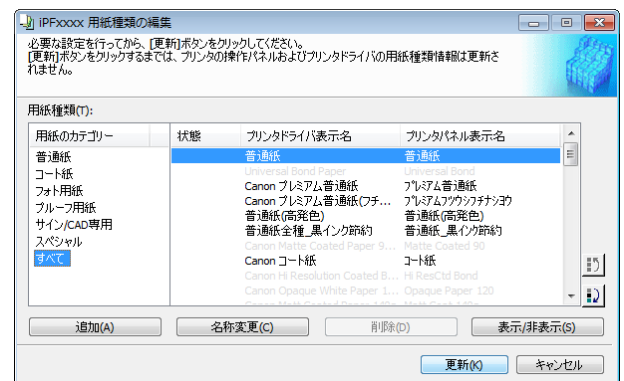 iPFxxxx 用紙種類の編集
必要な設定を行ってから、[更新]ボタンをクリックしてください。
[更新]ボタンをクリックするまでは、プリンタの操作パネルおよびプリンタドライバの用紙種類情報は更新さ
れません。
用紙種類(T):
用紙のカテゴリー 状態 プリンタドライバ表示名 プリンタパネル表示名
普通紙
コート紙
フォト用紙
プルーフ用紙
サイン/CAD専用
スペシャル
すべて
普通紙 普通紙
Universal Bond Paper Universal Bond
Canon プレミアム普通紙 プレミアム普通紙
Canon プレミアム普通紙(フチ... プレミアムフツウシフチナシヨウ
普通紙(高発色) 普通紙(高発色)
普通紙全種_黒インク節約 普通紙_黒インク節約
Canon Matte Coated Paper 9... Matte Coated 90
Canon コート紙 コート紙
Canon Hi Resolution Coated B... Hi ResCtd Bond
Canon Opaque White Paper 1... Opaque Paper 120
追加(A) 名称変更(C) 削除(D) 表示/非表示(S)
更新(K) キャンセル